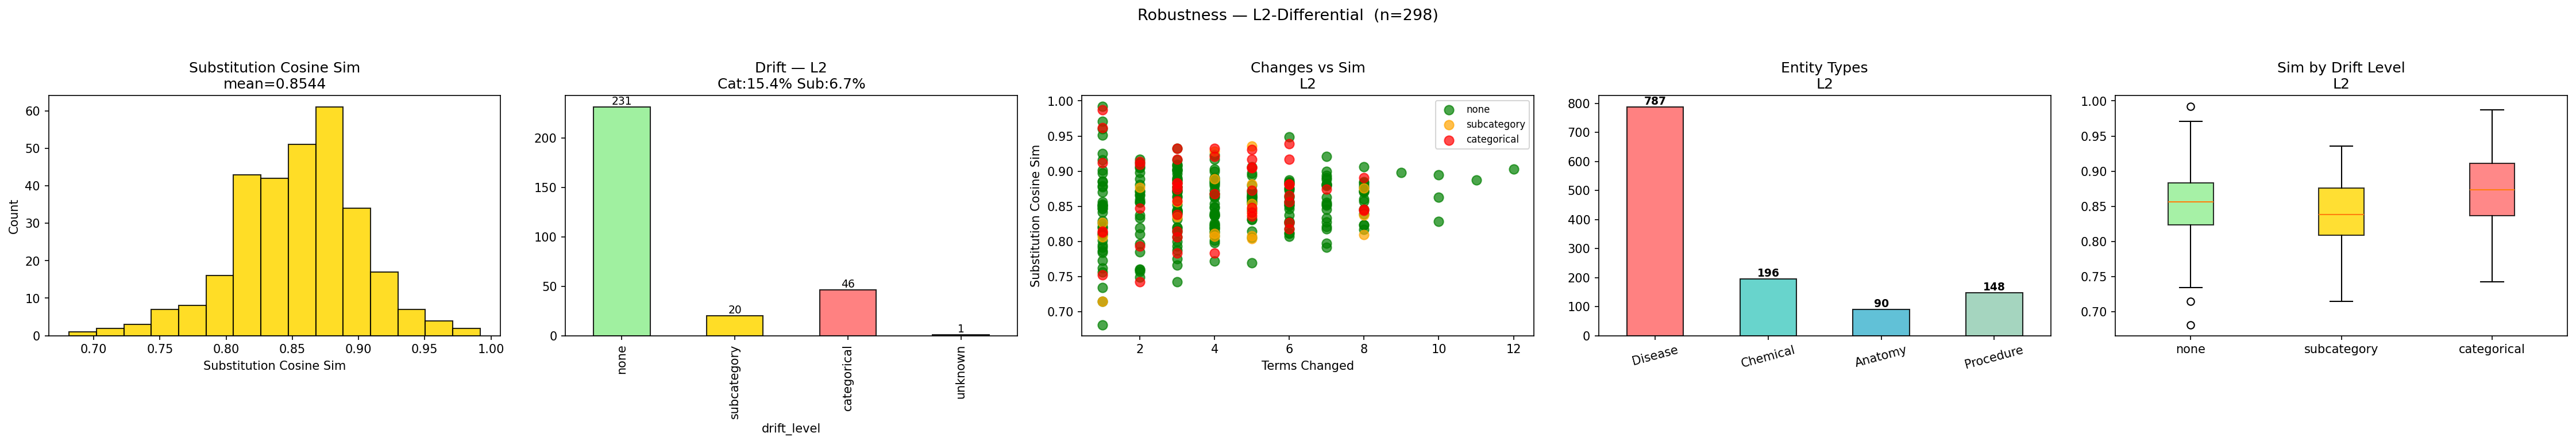 Robustness — L2-Differential  (n=298)
Substitution Cosine Sim
mean=0.8544
Count
60
50
40
30
20
10
0
0.70
0.75
0.80
0.85
0.90
0.95
1.00
Substitution Cosine Sim
Drift — L2
Cat:15.4% Sub:6.7%
200
150
100
50
0
231
20
46
1
none
subcategory
categorical
unknown
drift_level
Changes vs Sim
L2
Substitution Cosine Sim
1.00
0.95
0.90
0.85
0.80
0.75
0.70
none
subcategory
categorical
2
4
6
8
10
12
Terms Changed
Entity Types
L2
800
700
600
500
400
300
200
100
0
787
196
90
148
Disease
Chemical
Anatomy
Procedure
Sim by Drift Level
L2
1.00
0.95
0.90
0.85
0.80
0.75
0.70
none
subcategory
categorical